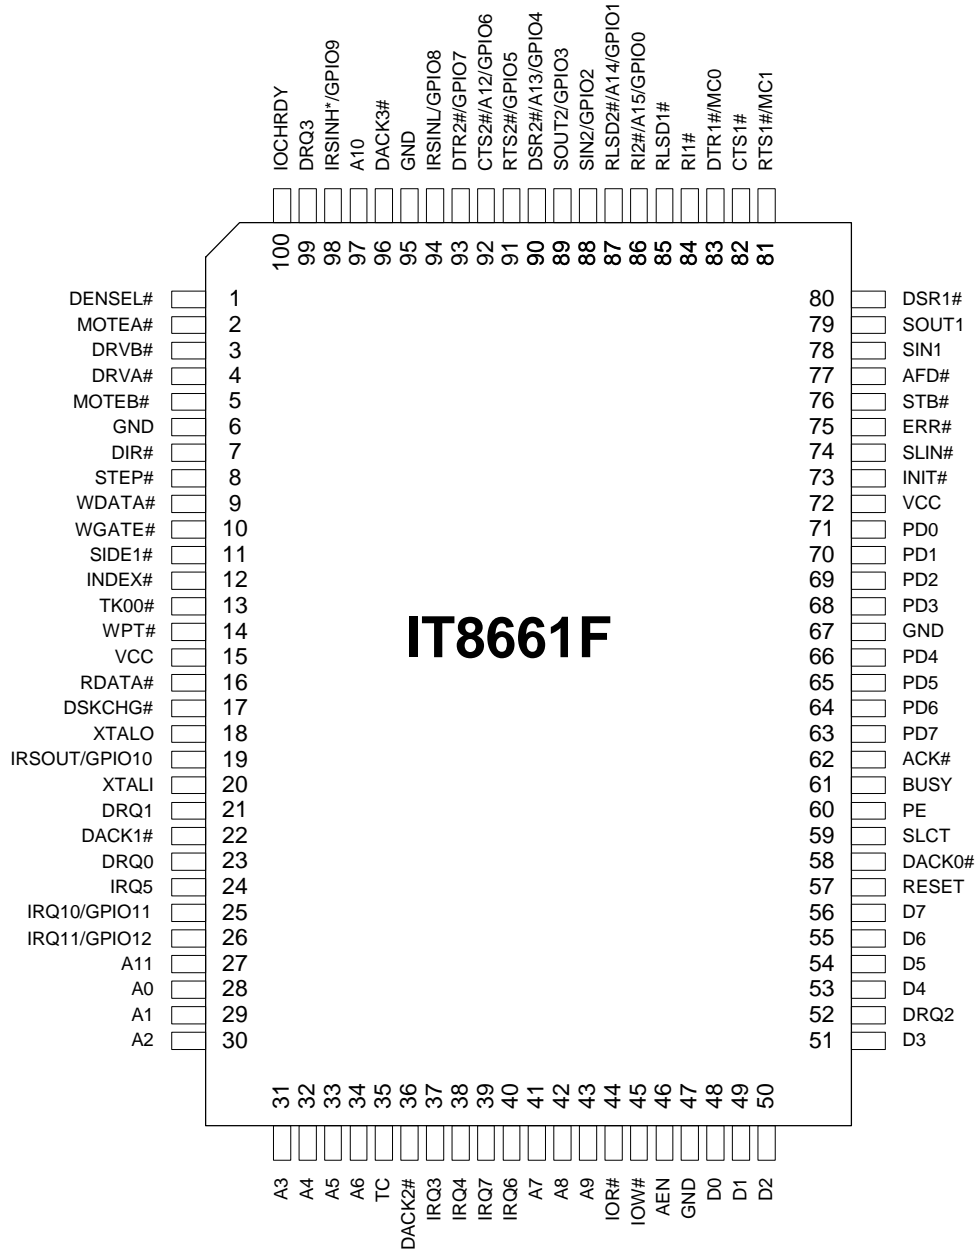 IOCHRDY
DRQ3
IRSINH*/GPIO9
A10
DACK3#
GND
IRSINL/GPIO8
DTR2#/GPIO7
CTS2#/A12/GPIO6
RTS2#/GPIO5
DSR2#/A13/GPIO4
SOUT2/GPIO3
SIN2/GPIO2
RLSD2#/A14/GPIO1
RI2#/A15/GPIO0
RLSD1#
RI1#
DTR1#/MC0
CTS1#
RTS1#/MC1
100
99
98
97
96
95
94
93
92
91
90
89
88
87
86
85
84
83
82
81
DENSEL# 1
MOTEA# 2
DRVB# 3
DRVA# 4
MOTEB# 5
GND 6
DIR# 7
STEP# 8
WDATA# 9
WGATE# 10
SIDE1# 11
INDEX# 12
TK00# 13
WPT# 14
VCC 15
RDATA# 16
DSKCHG# 17
XTALO 18
IRSOUT/GPIO10 19
XTALI 20
DRQ1 21
DACK1# 22
DRQ0 23
IRQ5 24
IRQ10/GPIO11 25
IRQ11/GPIO12 26
A11 27
A0 28
A1 29
A2 30
IT8661F
80 DSR1#
79 SOUT1
78 SIN1
77 AFD#
76 STB#
75 ERR#
74 SLIN#
73 INIT#
72 VCC
71 PD0
70 PD1
69 PD2
68 PD3
67 GND
66 PD4
65 PD5
64 PD6
63 PD7
62 ACK#
61 BUSY
60 PE
59 SLCT
58 DACK0#
57 RESET
56 D7
55 D6
54 D5
53 D4
52 DRQ2
51 D3
31
32
33
34
35
36
37
38
39
40
41
42
43
44
45
46
47
48
49
50
A3
A4
A5
A6
TC
DACK2#
IRQ3
IRQ4
IRQ7
IRQ6
A7
A8
A9
IOR#
IOW#
AEN
GND
D0
D1
D2